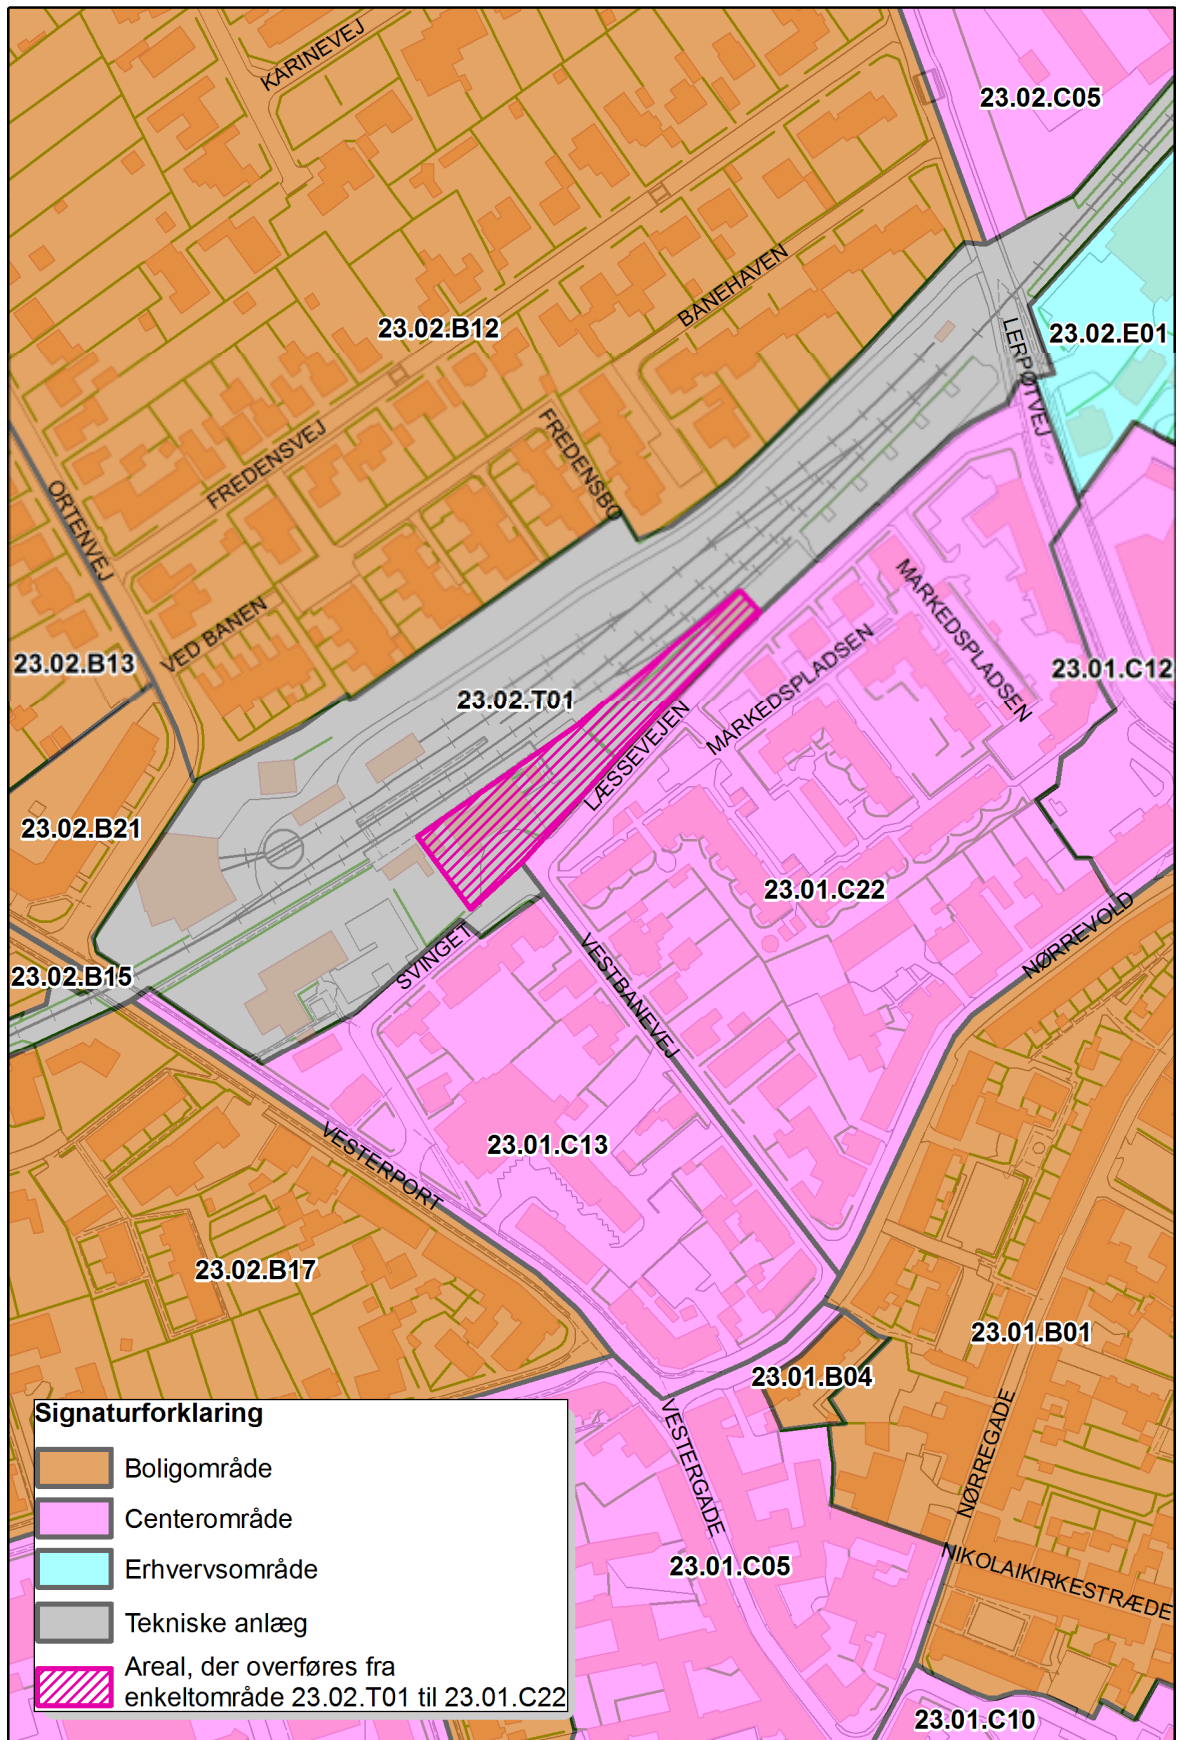 KARINEVEJ
23.02.C05
BANEHAVEN
23.02.B12
LERPØTVEJ
23.02.E01
FREDENSVEJ
FREDENSBO
ORTENVEJ
VED BANEN
MARKEDSPLADSEN
MARKEDSPLADSEN
23.02.B13
23.01.C12
23.02.T01
LÆSSEVEJEN
23.02.B21
23.01.C22
NØRREVOLD
SVINGET
VESTBANEVEJ
23.02.B15
VESTERPORT
23.01.C13
23.02.B17
23.01.B01
23.01.B04
NØRREGADE
VESTERGADE
23.01.C05
NIKOLAIKIRKESTRÆDE
23.01.C10
Signaturforklaring
Boligområde
Centerområde
Erhvervsområde
Tekniske anlæg
Areal, der overføres fra
enkeltområde 23.02.T01 til 23.01.C22